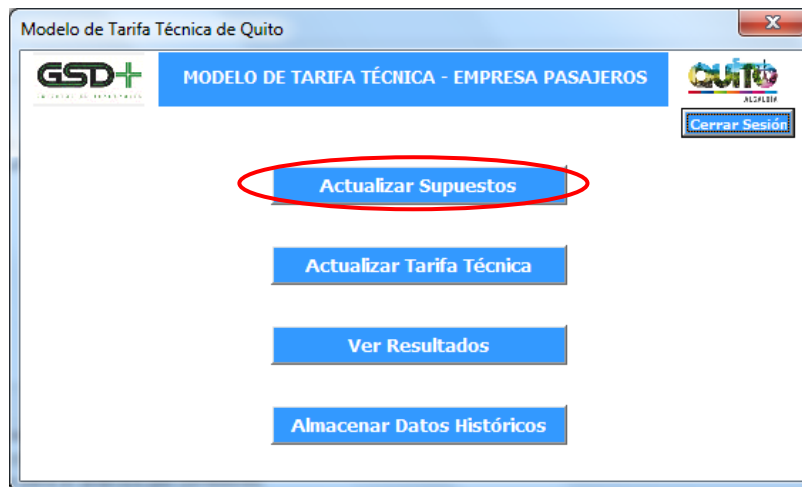 Modelo de Tarifa Técnica de Quito
GSD+
MODELO DE TARIFA TÉCNICA - EMPRESA PASAJEROS
QUITO
ALCALDÍA
Cerrar Sesión
Actualizar Supuestos
Actualizar Tarifa Técnica
Ver Resultados
Almacenar Datos Históricos